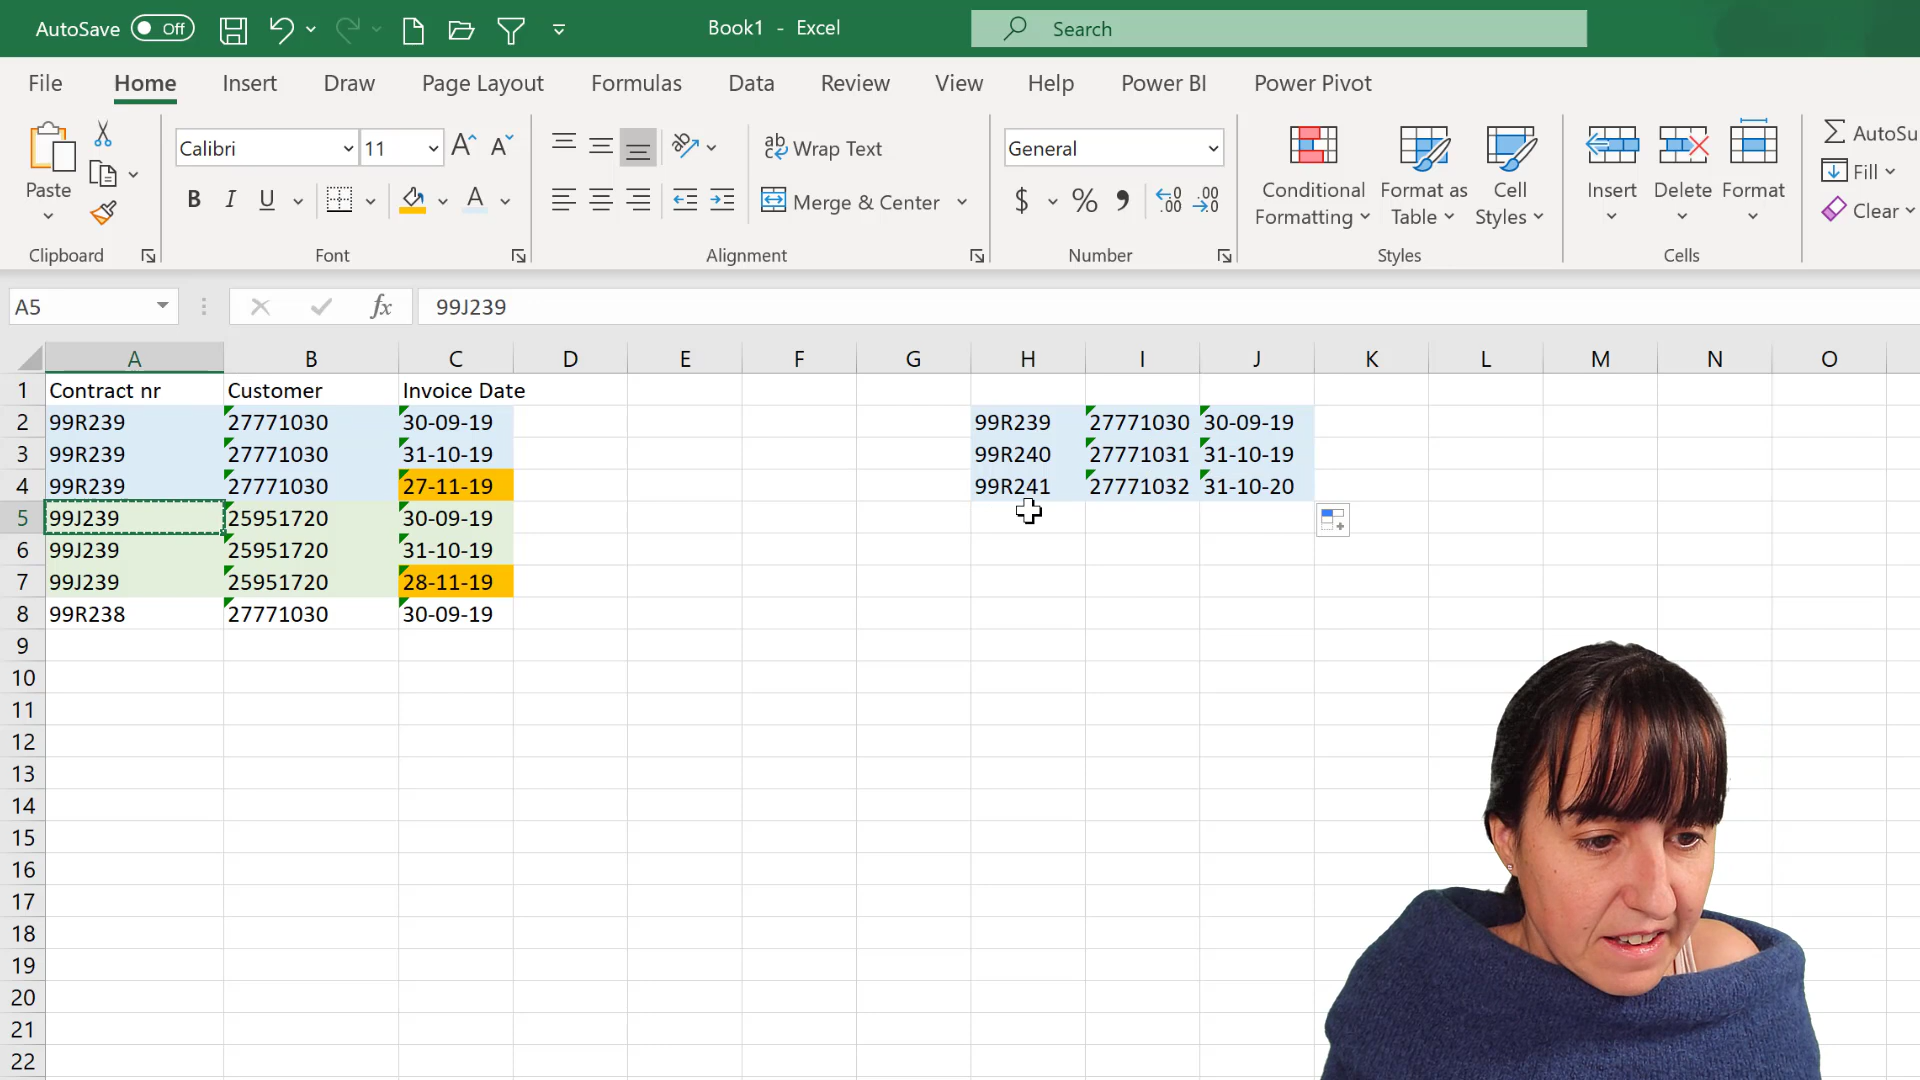 AutoSave Off Book1 - Excel Search
File Home Insert Draw Page Layout Formulas Data Review View Help Power BI Power Pivot
Paste Calibri 11 Wrap Text General Conditional Formatting Format as Table Cell Styles Insert Delete Format AutoSu
B I U A Merge & Center $ % Fill
Clear
Clipboard Font Alignment Number Styles Cells
A5 fx 99J239
A B C D E F G H I J K L M N O
1 Contract nr Customer Invoice Date
2 99R239 27771030 30-09-19 99R239 27771030 30-09-19
3 99R239 27771030 31-10-19 99R240 27771031 31-10-19
4 99R239 27771030 27-11-19 99R241 27771032 31-10-20
5 99J239 25951720 30-09-19
6 99J239 25951720 31-10-19
7 99J239 25951720 28-11-19
8 99R238 27771030 30-09-19
9
10
11
12
13
14
15
16
17
18
19
20
21
22